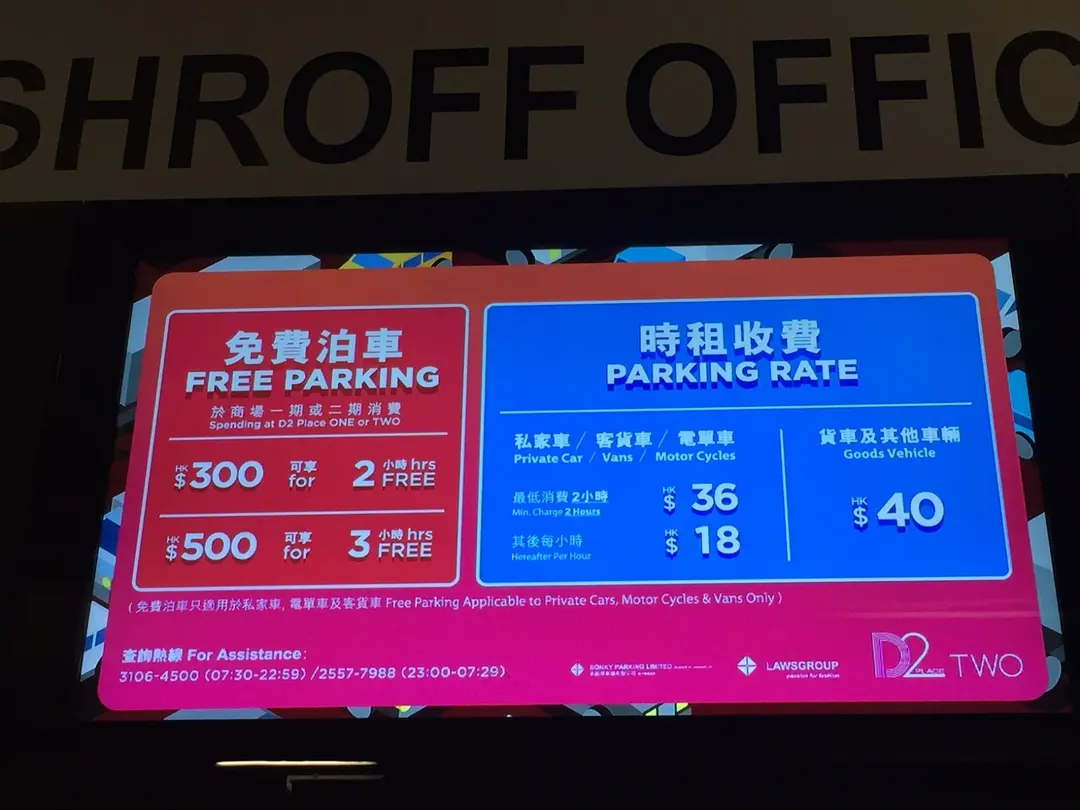 SHROFF OFFIC
免費泊車
FREE PARKING
於商場一期或二期消費
Spending at D2 Place ONE or TWO
HK$300 可享 for 2 小時 hrs FREE
HK$500 可享 for 3 小時 hrs FREE
時租收費
PARKING RATE
私家車 / 客貨車 / 電單車
Private Car / Vans / Motor Cycles
最低消費 2小時
Min. Charge 2 Hours
HK$ 36
其後每小時
Hereafter Per Hour
HK$ 18
貨車及其他車輛
Goods Vehicle
HK$ 40
( 免費泊車只適用於私家車, 電單車及客貨車 Free Parking Applicable to Private Cars, Motor Cycles & Vans Only )
查詢熱線 For Assistance:
3106-4500 (07:30-22:59) /2557-7988 (23:00-07:29)
SONKY PARKING LIMITED
LAWSGROUP
passion for fashion
D2 PLACE TWO